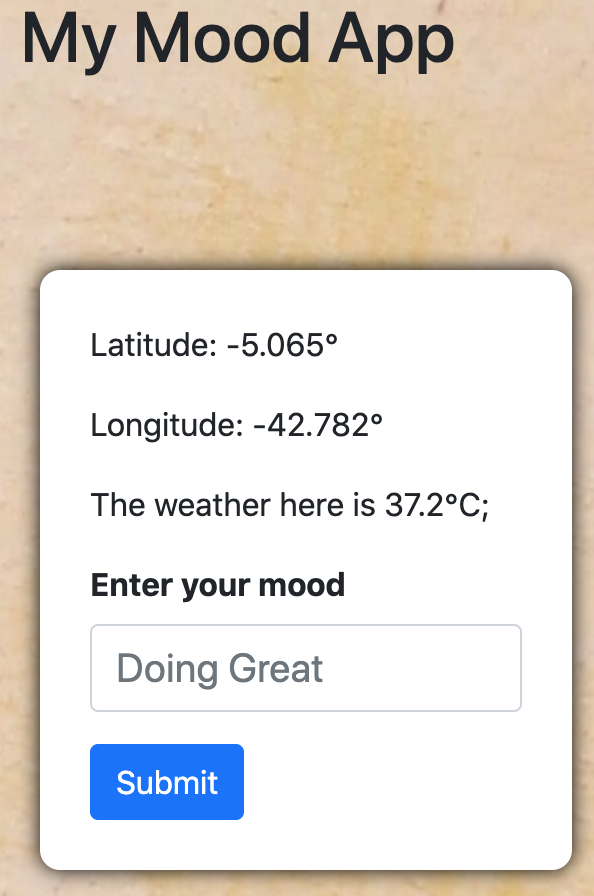 My Mood App
Latitude: -5.065°
Longitude: -42.782°
The weather here is 37.2°C;
Enter your mood
Doing Great
Submit